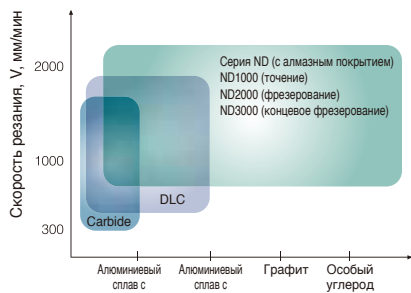 Скорость резания, V, мм/мин
2000
1000
300
Серия ND (с алмазным покрытием)
ND1000 (точение)
ND2000 (фрезерование)
ND3000 (концевое фрезерование)
DLC
Carbide
Алюминиевый
сплав с
Алюминиевый
сплав с
Графит
Особый
углерод